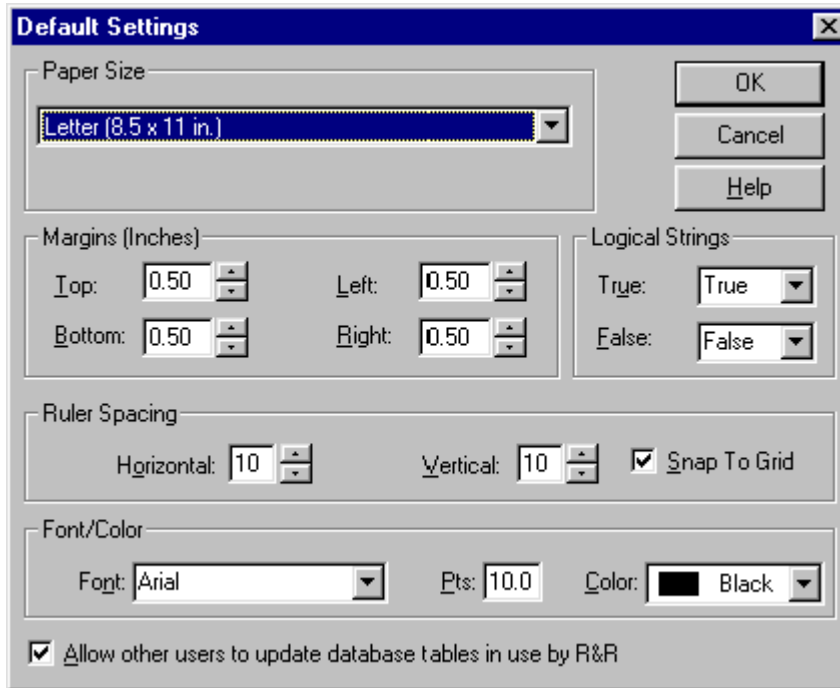 Default Settings
Paper Size
Letter (8.5 x 11 in.)
OK
Cancel
Help
Margins (Inches)
Top: 0.50 Left: 0.50
Bottom: 0.50 Right: 0.50
Logical Strings
True: True
False: False
Ruler Spacing
Horizontal: 10 Vertical: 10 Snap To Grid
Font/Color
Font: Arial Pts: 10.0 Color: Black
Allow other users to update database tables in use by R&R